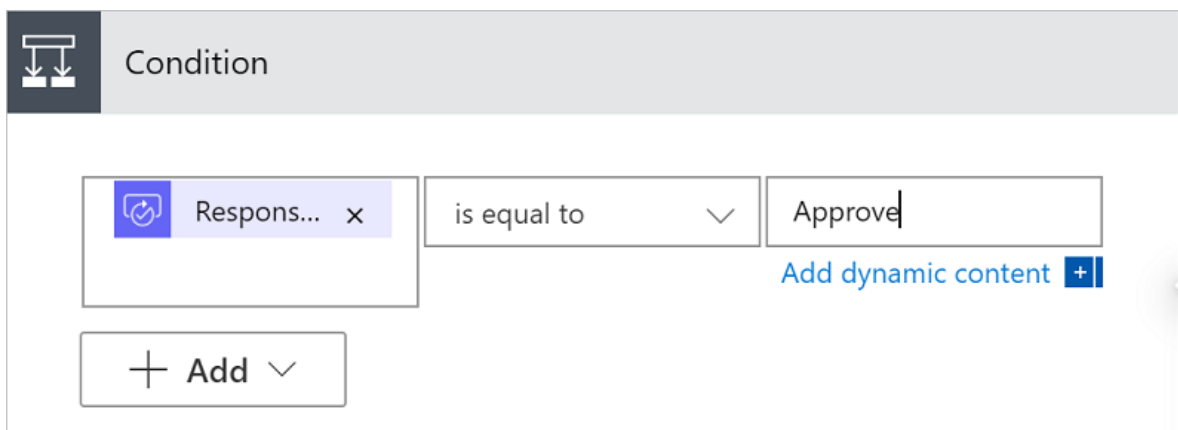 Condition
Respons... × is equal to Approve
Add dynamic content +
+ Add